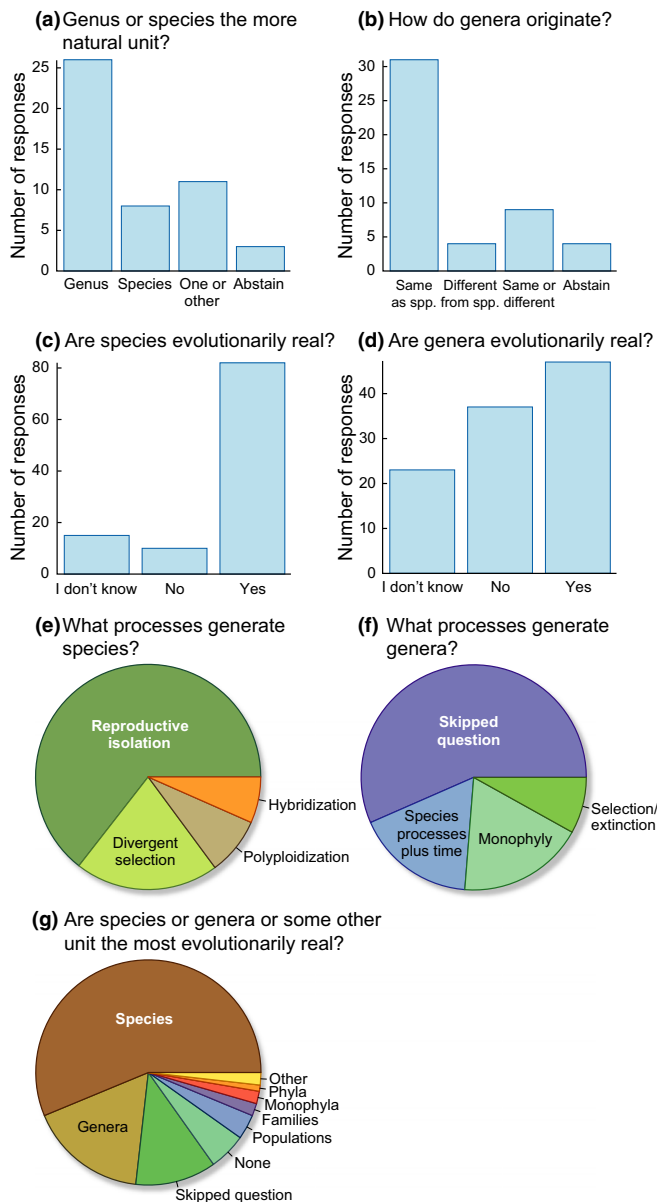 (a) Genus or species the more
natural unit?
Number of responses
25
20
15
10
5
0
Genus Species One or other Abstain
(b) How do genera originate?
Number of responses
30
25
20
15
10
5
0
Same as spp. Different from spp. Same or different Abstain
(c) Are species evolutionarily real?
Number of responses
80
60
40
20
0
I don't know No Yes
(d) Are genera evolutionarily real?
Number of responses
40
30
20
10
0
I don't know No Yes
(e) What processes generate
species?
Reproductive
isolation
Hybridization
Divergent
selection
Polyploidization
(f) What processes generate
genera?
Skipped
question
Selection/
extinction
Species
processes
plus time
Monophyly
(g) Are species or genera or some other
unit the most evolutionarily real?
Species
Other
Phyla
Monophyla
Families
Populations
Genera
None
Skipped question